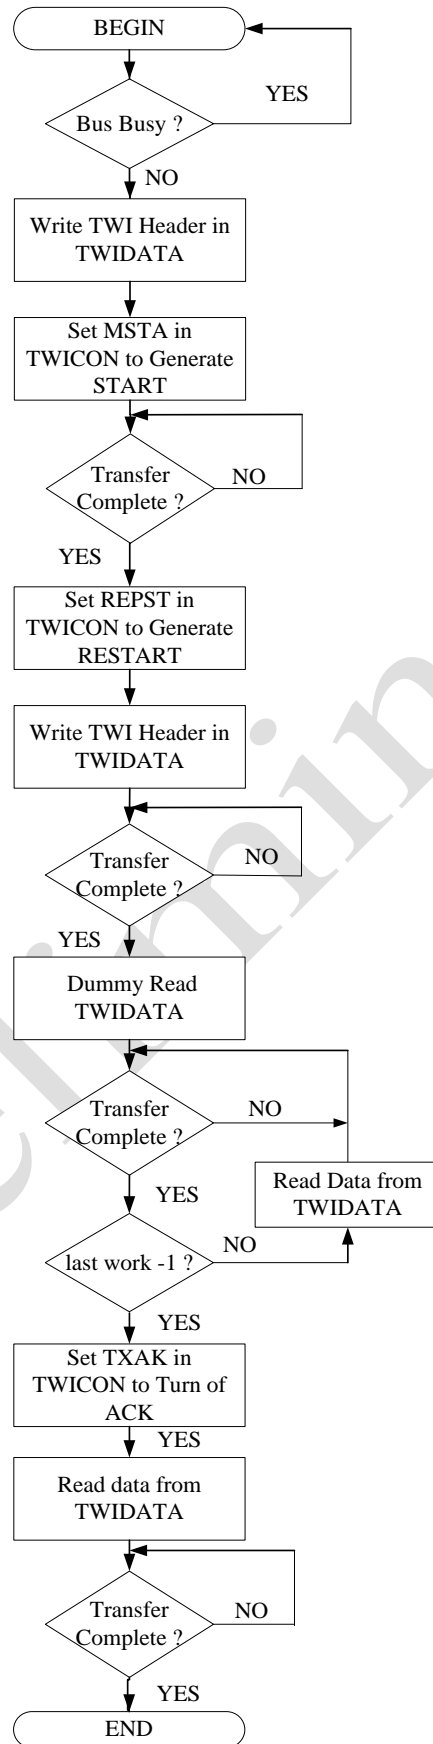 BEGIN
YES
Bus Busy ?
NO
Write TWI Header in
TWIDATA
Set MSTA in
TWICON to Generate
START
Transfer
Complete ?
NO
YES
Set REPST in
TWICON to Generate
RESTART
Write TWI Header in
TWIDATA
Transfer
Complete ?
NO
YES
Dummy Read
TWIDATA
Transfer
Complete ?
NO
YES
Read Data from
TWIDATA
last work -1 ?
NO
YES
Set TXAK in
TWICON to Turn of
ACK
YES
Read data from
TWIDATA
Transfer
Complete ?
NO
YES
END
elimin